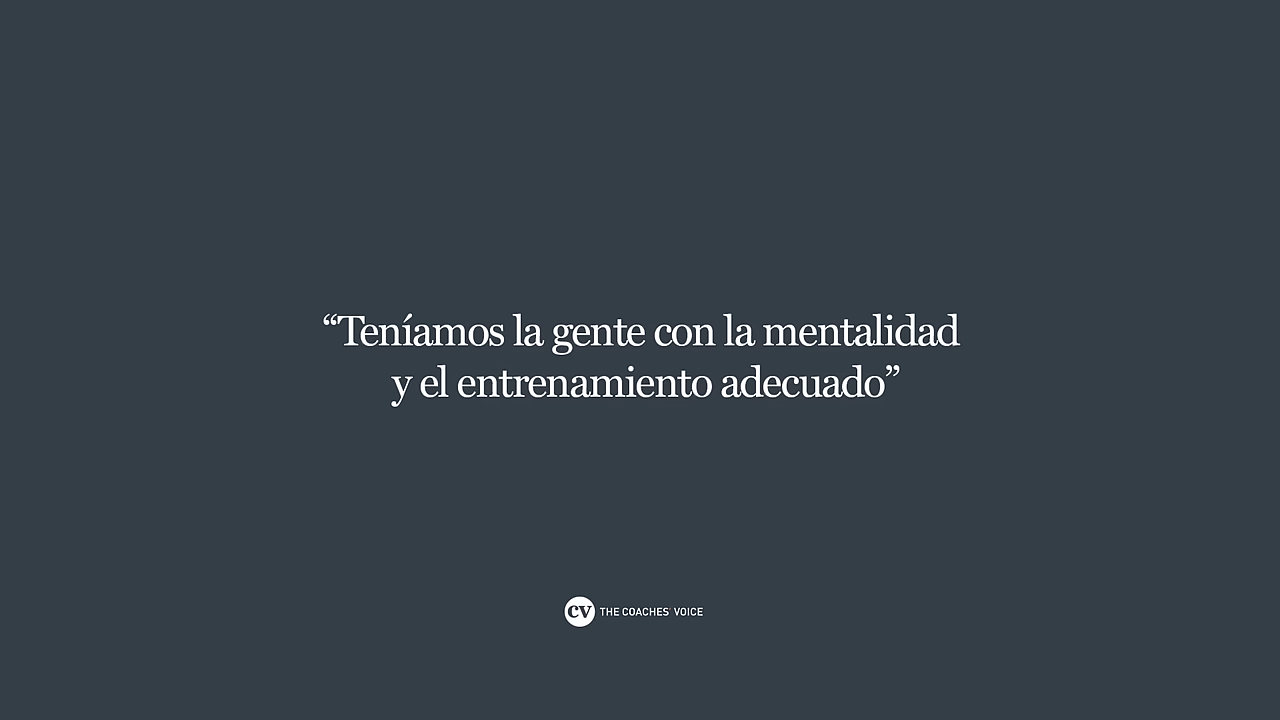 “Teníamos la gente con la mentalidad
y el entrenamiento adecuado”
CV THE COACHES' VOICE